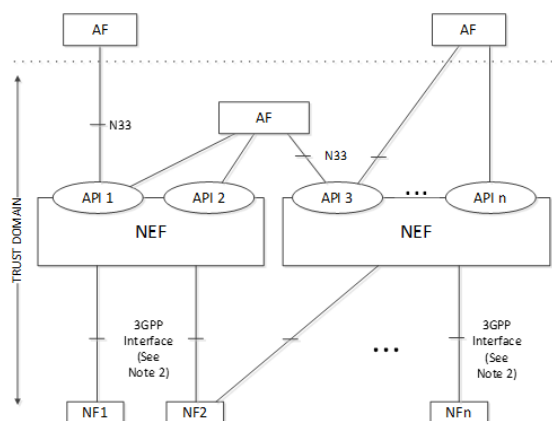 AF
AF
AF
N33
N33
API 1
API 2
API 3
...
API n
NEF
NEF
TRUST DOMAIN
3GPP
Interface
(See
Note 2)
...
3GPP
Interface
(See
Note 2)
NF1
NF2
NFn